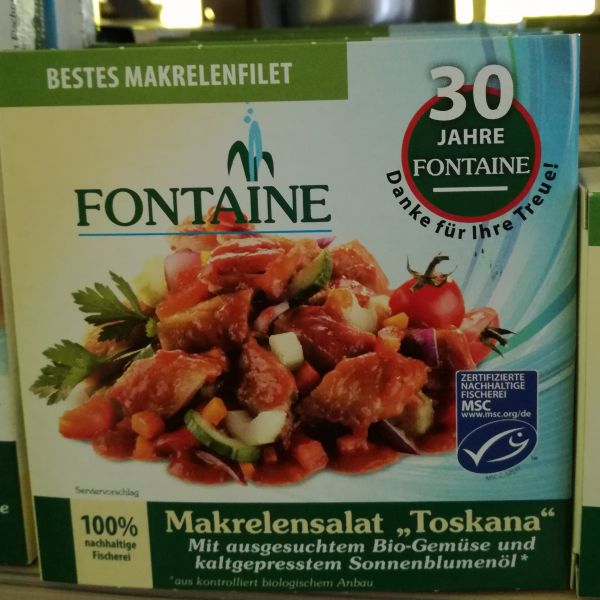 BESTES MAKRELENFILET
30
JAHRE
FONTAINE
Danke für Ihre Treue!
FONTAINE
ZERTIFIZIERTE
NACHHALTIGE
FISCHEREI
MSC
www.msc.org/de
Serviervorschlag
100%
nachhaltige
Fischerei
Makrelensalat „Toskana“
Mit ausgesuchtem Bio-Gemüse und
kaltgepresstem Sonnenblumenöl*
*aus kontrolliert biologischem Anbau